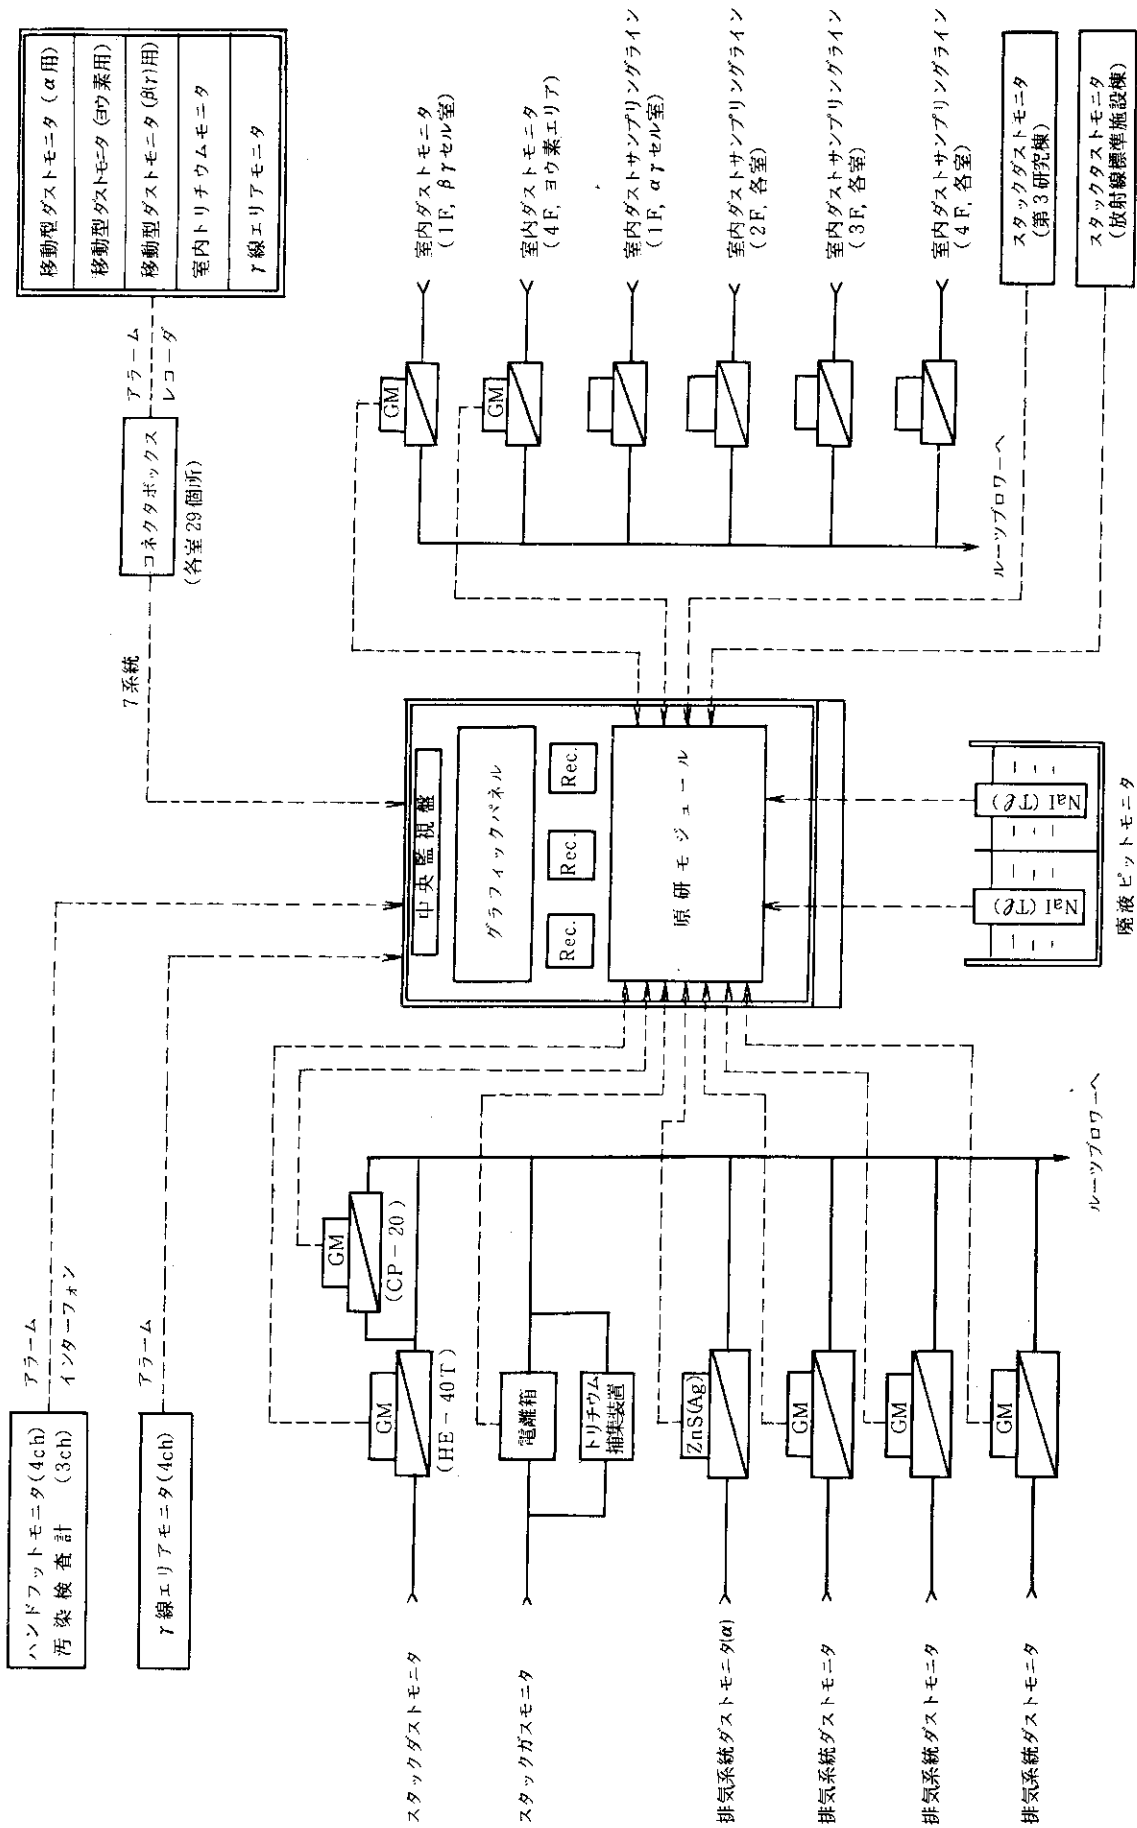 ハンドフットモニタ(4ch)
汚染検査計 (3ch)
アラーム
インターフォン
γ線エリアモニタ(4ch)
アラーム
7系統
コネクタボックス
(各室29個所)
アラーム
レコーダ
移動型ダストモニタ(α用)
移動型ダストモニタ(ヨウ素用)
移動型ダストモニタ(β(γ)用)
室内トリチウムモニタ
γ線エリアモニタ
スタックダストモニタ
GM
(HE-40T)
GM
(CP-20)
スタックガスモニタ
電離箱
トリチウム
捕集装置
排気系統ダストモニタ(α)
ZnS(Ag)
排気系統ダストモニタ
GM
排気系統ダストモニタ
GM
排気系統ダストモニタ
GM
ルーツブロワーへ
中央監視盤
グラフィックパネル
Rec.
Rec.
Rec.
原研モジュール
NaI(Tℓ)
NaI(Tℓ)
廃液ピットモニタ
GM
室内ダストモニタ
(1F, βγセル室)
GM
室内ダストモニタ
(4F, ヨウ素エリア)
室内ダストサンプリングライン
(1F, αγセル室)
室内ダストサンプリングライン
(2F, 各室)
室内ダストサンプリングライン
(3F, 各室)
室内ダストサンプリングライン
(4F, 各室)
ルーツブロワーへ
スタックダストモニタ
(第3研究棟)
スタックダストモニタ
(放射線標準施設棟)